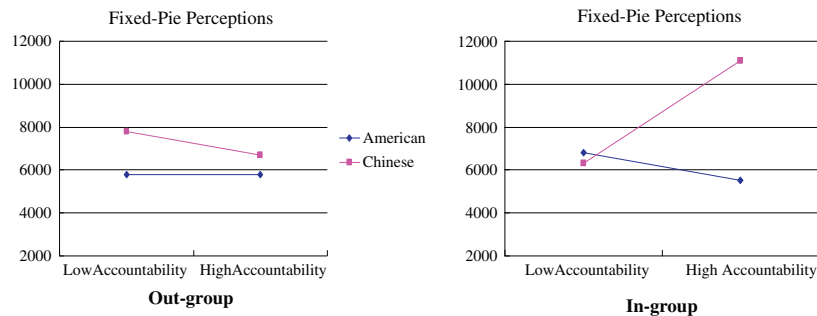 Fixed-Pie Perceptions
12000
10000
8000
6000
4000
2000
LowAccountability HighAccountability
Out-group
American
Chinese
Fixed-Pie Perceptions
12000
10000
8000
6000
4000
2000
LowAccountability High Accountability
In-group